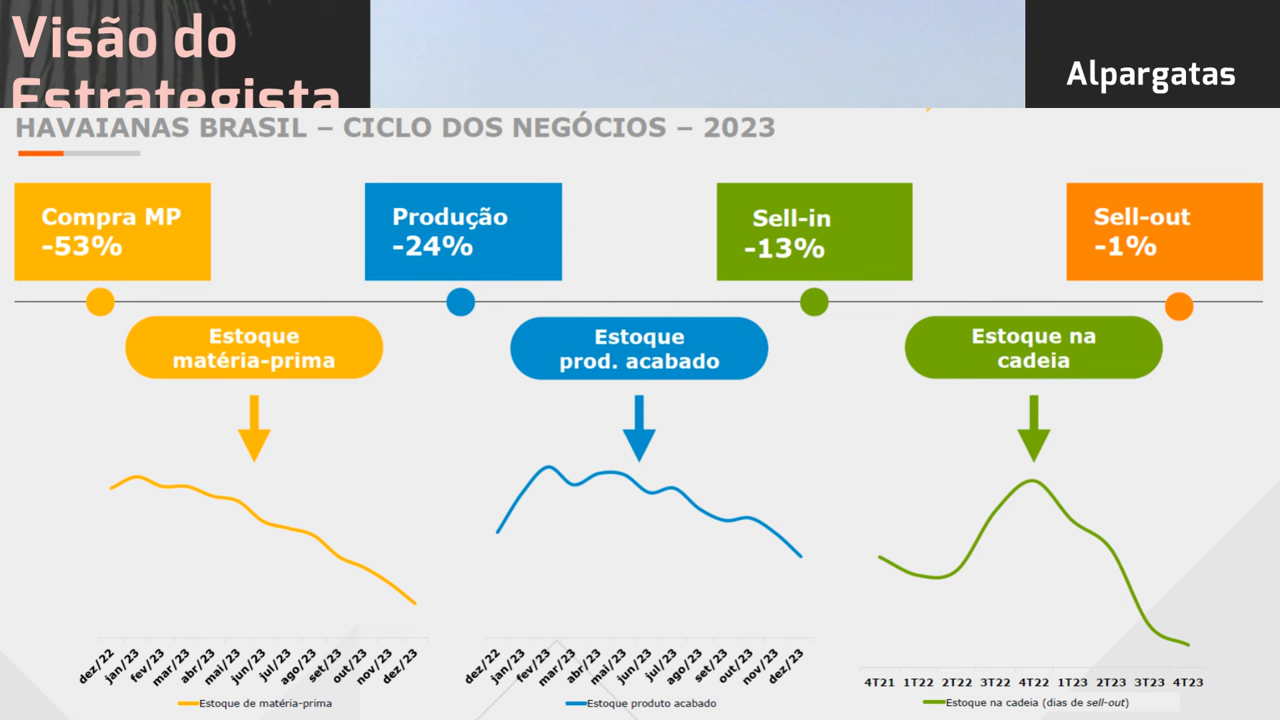 Visão do
Estrategista
Alpargatas
HAVAIANAS BRASIL – CICLO DOS NEGÓCIOS – 2023
Compra MP
-53%
Produção
-24%
Sell-in
-13%
Sell-out
-1%
Estoque
matéria-prima
Estoque
prod. acabado
Estoque na
cadeia
dez/22 jan/23 fev/23 mar/23 abr/23 mai/23 jun/23 jul/23 ago/23 set/23 out/23 nov/23 dez/23
Estoque de matéria-prima
dez/22 jan/23 fev/23 mar/23 abr/23 mai/23 jun/23 jul/23 ago/23 set/23 out/23 nov/23 dez/23
Estoque produto acabado
4T21 1T22 2T22 3T22 4T22 1T23 2T23 3T23 4T23
Estoque na cadeia (dias de sell-out)